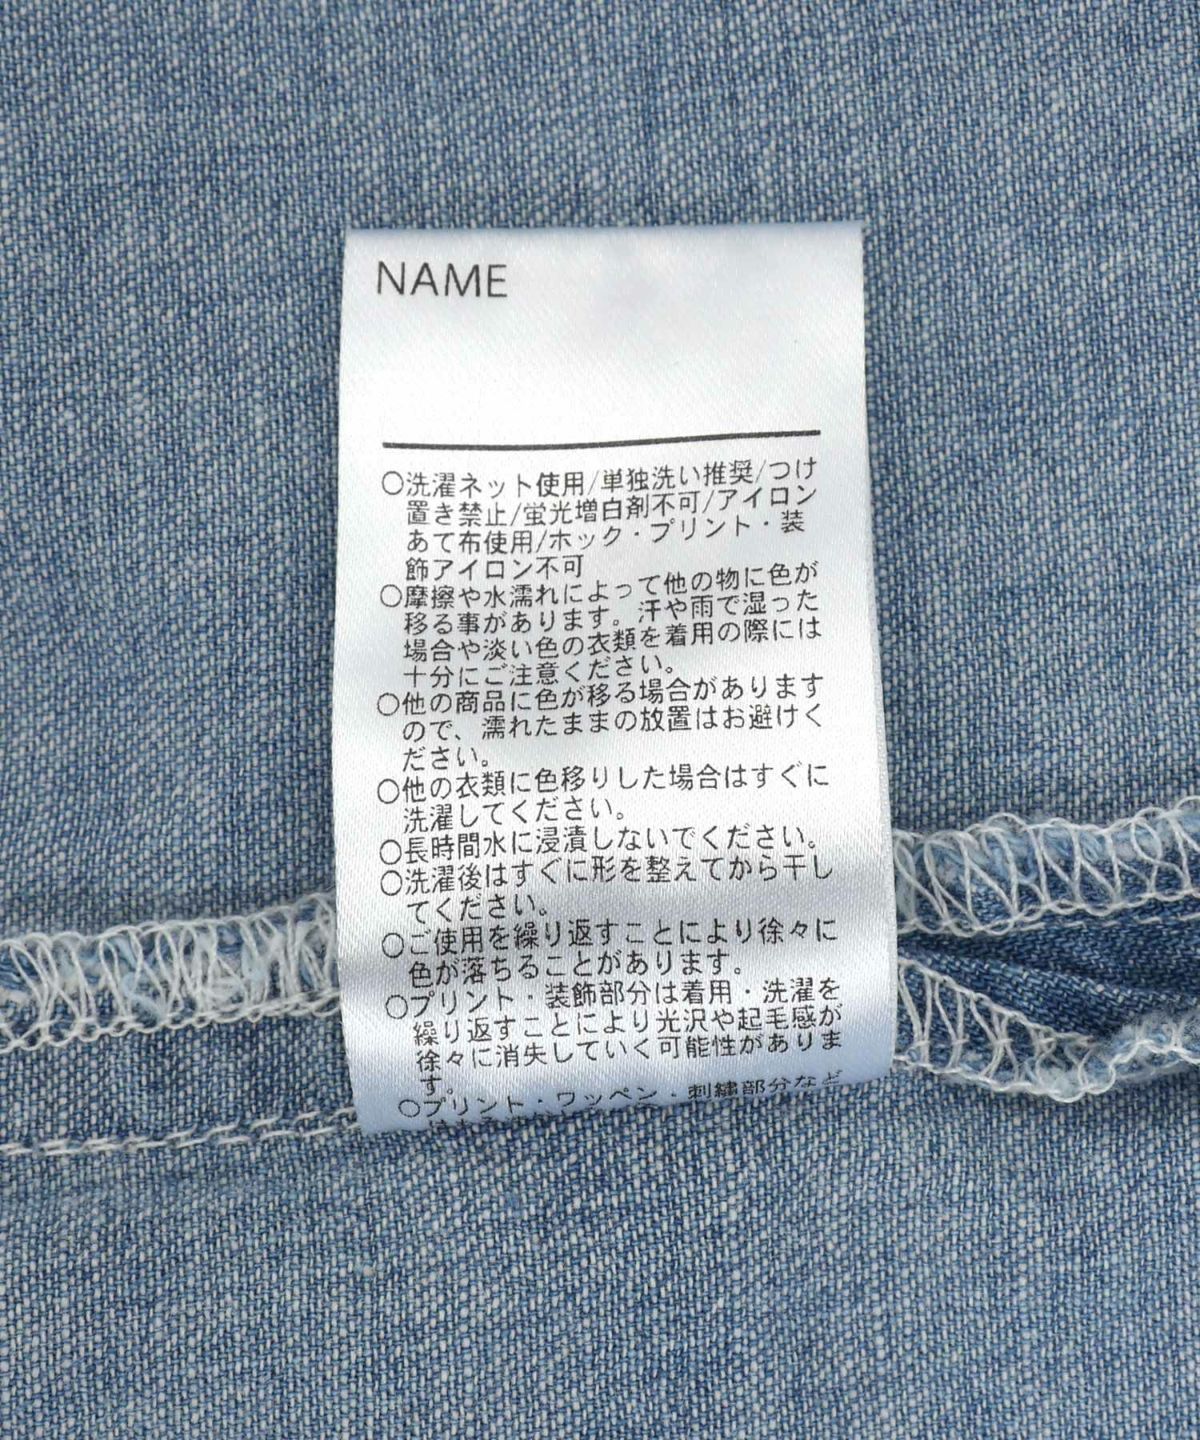 NAME
○洗濯ネット使用/単独洗い推奨/つけ
置き禁止/蛍光増白剤不可/アイロン
あて布使用/ホック・プリント・装
飾アイロン不可
○摩擦や水濡れによって他の物に色が
移る事があります。汗や雨で湿った
場合や淡い色の衣類を着用の際には
十分にご注意ください。
○他の商品に色が移る場合があります
ので、濡れたままの放置はお避けく
ださい。
○他の衣類に色移りした場合はすぐに
洗濯してください。
○長時間水に浸漬しないでください。
○洗濯後はすぐに形を整えてから干し
てください。
○ご使用を繰り返すことにより徐々に
色が落ちることがあります。
○プリント・装飾部分は着用・洗濯を
繰り返すことにより光沢や起毛感が
徐々に消失していく可能性がありま
す。
○プリント・ワッペン・刺繍部分など